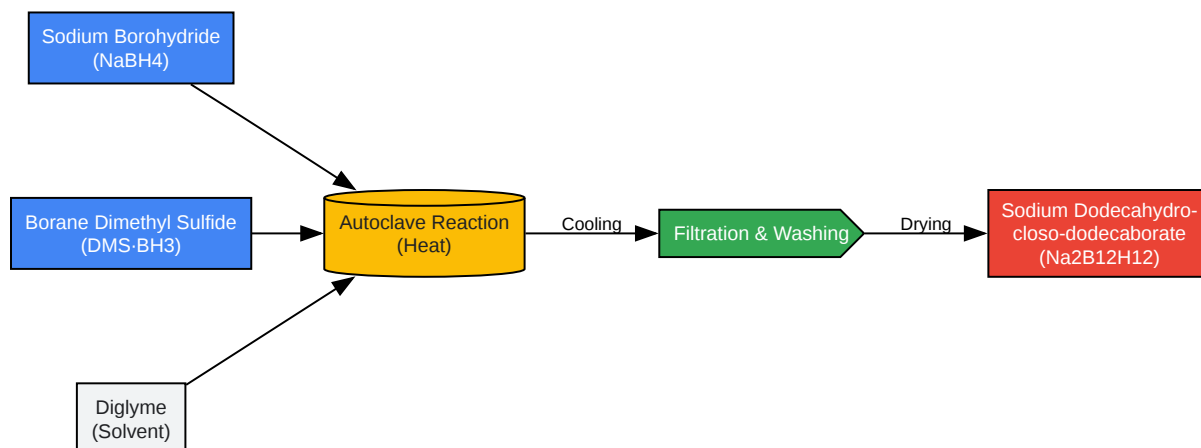 Sodium Borohydride
(NaBH4)
Borane Dimethyl Sulfide
(DMS·BH3)
Diglyme
(Solvent)
Autoclave Reaction
(Heat)
Cooling
Filtration & Washing
Drying
Sodium Dodecahydro-
closo-dodecaborate
(Na2B12H12)